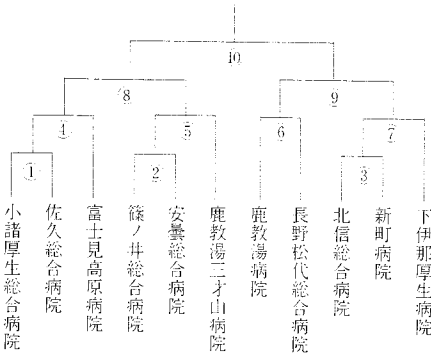 ⑩
⑧
⑨
④
⑤
⑥
⑦
①
②
③
小諸厚生総合病院
佐久総合病院
富士見高原病院
篠ノ井総合病院
安曇総合病院
鹿教湯三才山病院
鹿教湯病院
長野松代総合病院
北信総合病院
新町病院
下伊那厚生病院